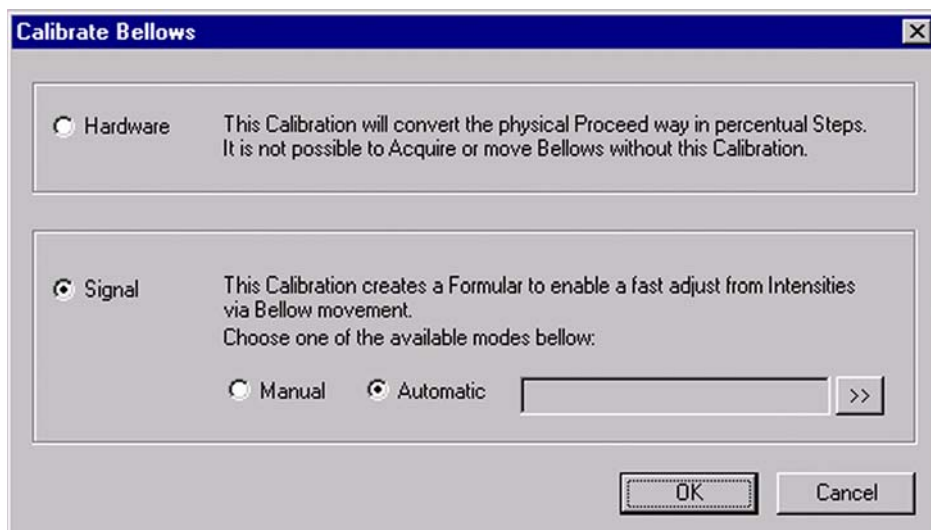 Calibrate Bellows
Hardware
This Calibration will convert the physical Proceed way in percentual Steps.
It is not possible to Acquire or move Bellows without this Calibration.
Signal
This Calibration creates a Formular to enable a fast adjust from Intensities
via Bellow movement.
Choose one of the available modes bellow:
Manual Automatic >>
OK Cancel